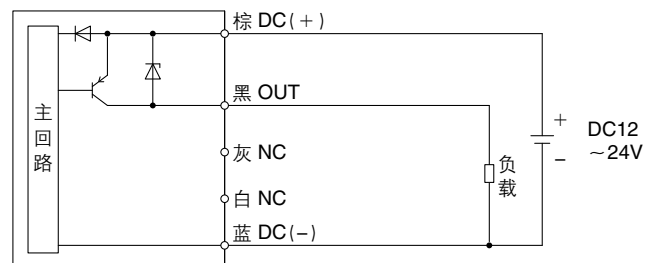 棕 DC(+)
主回路
黑 OUT
灰 NC
白 NC
蓝 DC(-)
负载
+
-
DC12
~24V